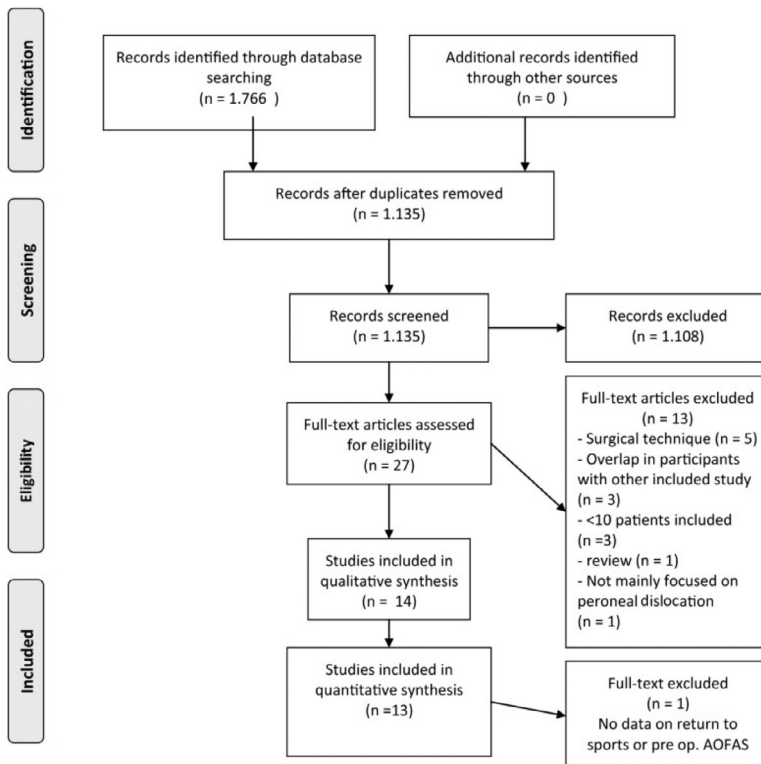 Identification
Records identified through database
searching
(n = 1.766 )
Additional records identified
through other sources
(n = 0 )
Records after duplicates removed
(n = 1.135)
Screening
Records screened
(n = 1.135)
Records excluded
(n = 1.108)
Eligibility
Full-text articles assessed
for eligibility
(n = 27)
Full-text articles excluded
(n = 13)
- Surgical technique (n = 5)
- Overlap in participants
with other included study
(n = 3)
- <10 patients included
(n =3)
- review (n = 1)
- Not mainly focused on
peroneal dislocation
(n = 1)
Studies included in
qualitative synthesis
(n = 14)
Included
Studies included in
quantitative synthesis
(n =13)
Full-text excluded
(n = 1)
No data on return to
sports or pre op. AOFAS